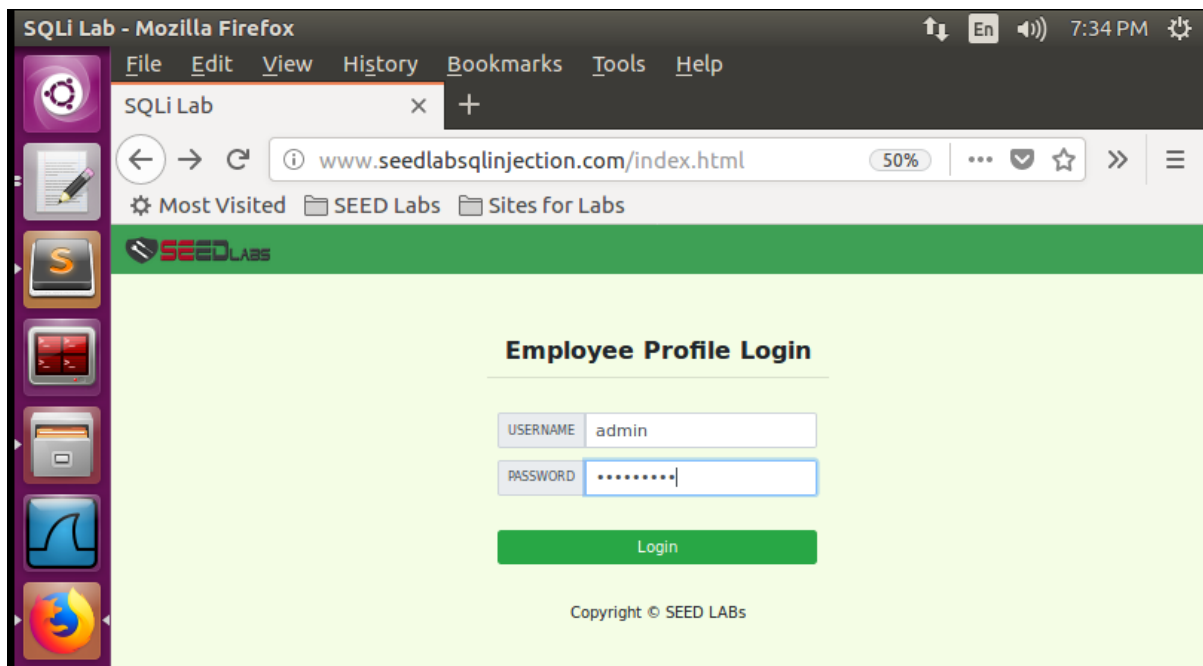 SQLi Lab - Mozilla Firefox En 7:34 PM
File Edit View History Bookmarks Tools Help
SQLi Lab
www.seedlabsqlinjection.com/index.html 50%
Most Visited SEED Labs Sites for Labs
SEEDLABS
Employee Profile Login
USERNAME admin
PASSWORD •••••••••
Login
Copyright © SEED LABs